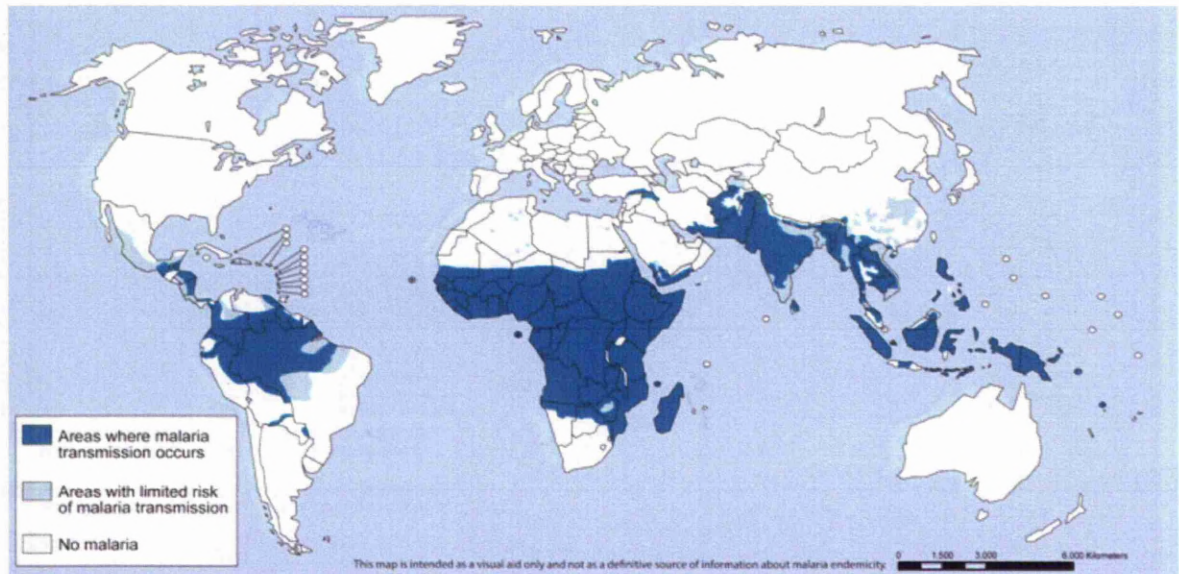 Areas where malaria
transmission occurs
Areas with limited risk
of malaria transmission
No malaria
This map is intended as a visual aid only and not as a definitive source of information about malaria endemicity.
0 1,500 3,000 6,000 Kilometers